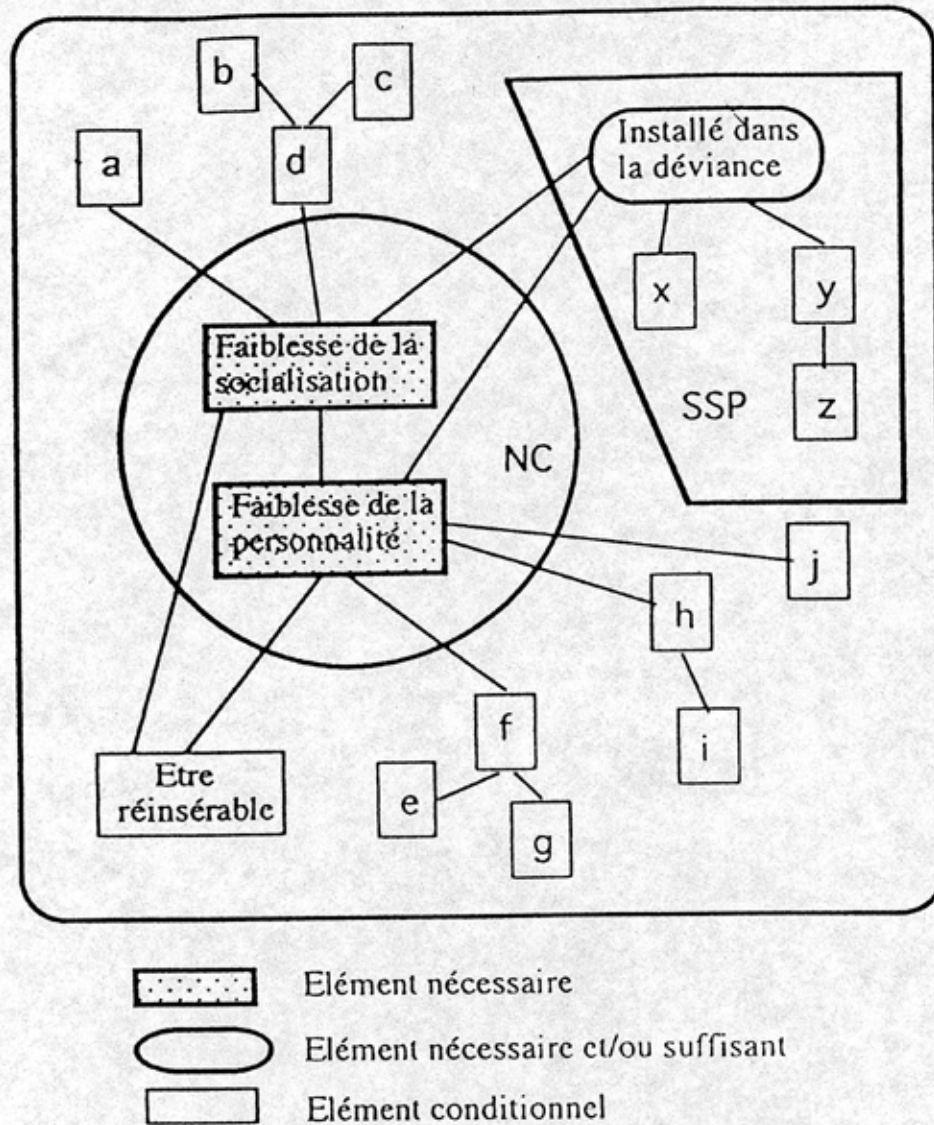 b
c
a
d
Installé dans
la déviance
x
y
z
SSP
Faiblesse de la
socialisation
NC
Faiblesse de la
personnalité
j
h
i
f
e
g
Etre
réinsérable
Elément nécessaire
Elément nécessaire et/ou suffisant
Elément conditionnel